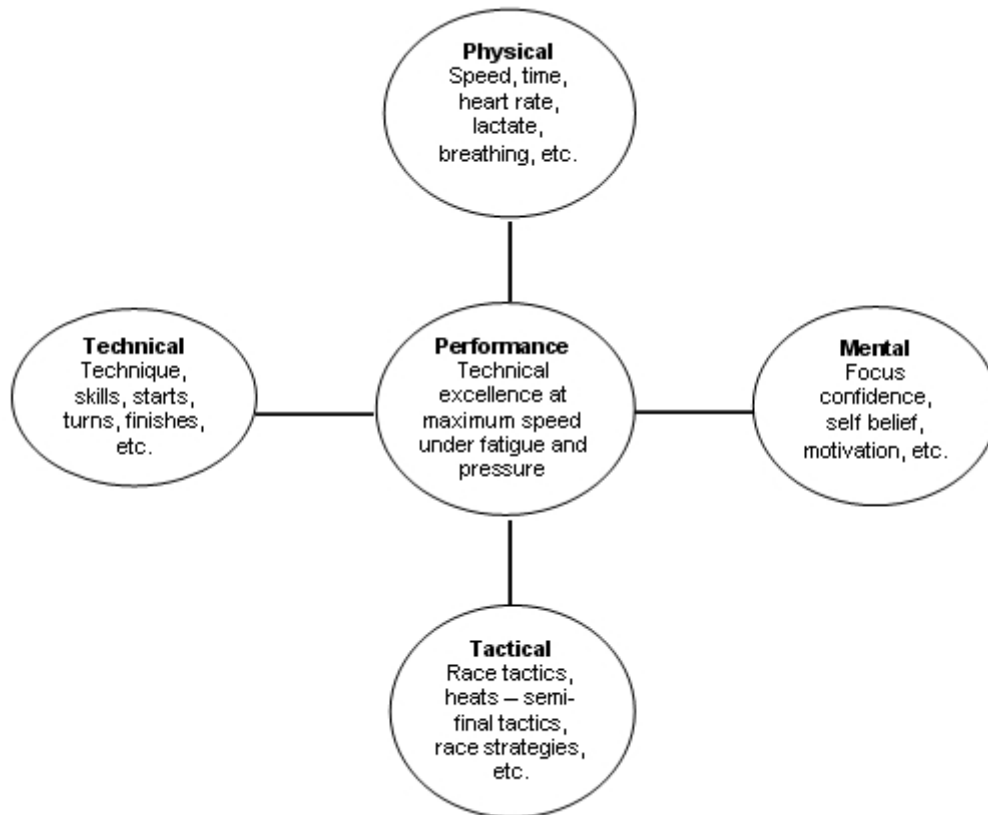 Physical
Speed, time,
heart rate,
lactate,
breathing, etc.
Technical
Technique,
skills, starts,
turns, finishes,
etc.
Performance
Technical
excellence at
maximum speed
under fatigue and
pressure
Mental
Focus
confidence,
self belief,
motivation, etc.
Tactical
Race tactics,
heats – semi-
final tactics,
race strategies,
etc.